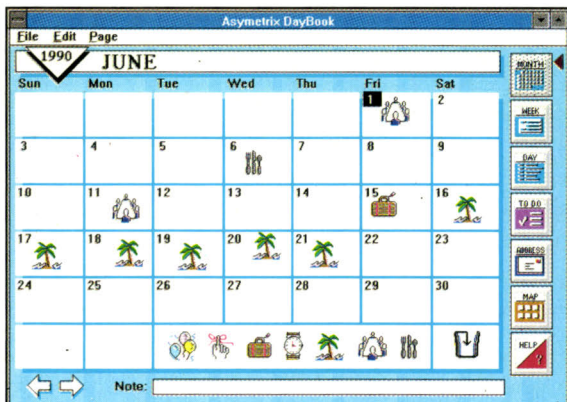 Asymetrix DayBook
File Edit Page
1990 JUNE
Sun Mon Tue Wed Thu Fri Sat
1 2
3 4 5 6 7 8 9
10 11 12 13 14 15 16
17 18 19 20 21 22 23
24 25 26 27 28 29 30
Note:
MONTH
WEEK
DAY
TO DO
ADDRESS
MAP
HELP
?